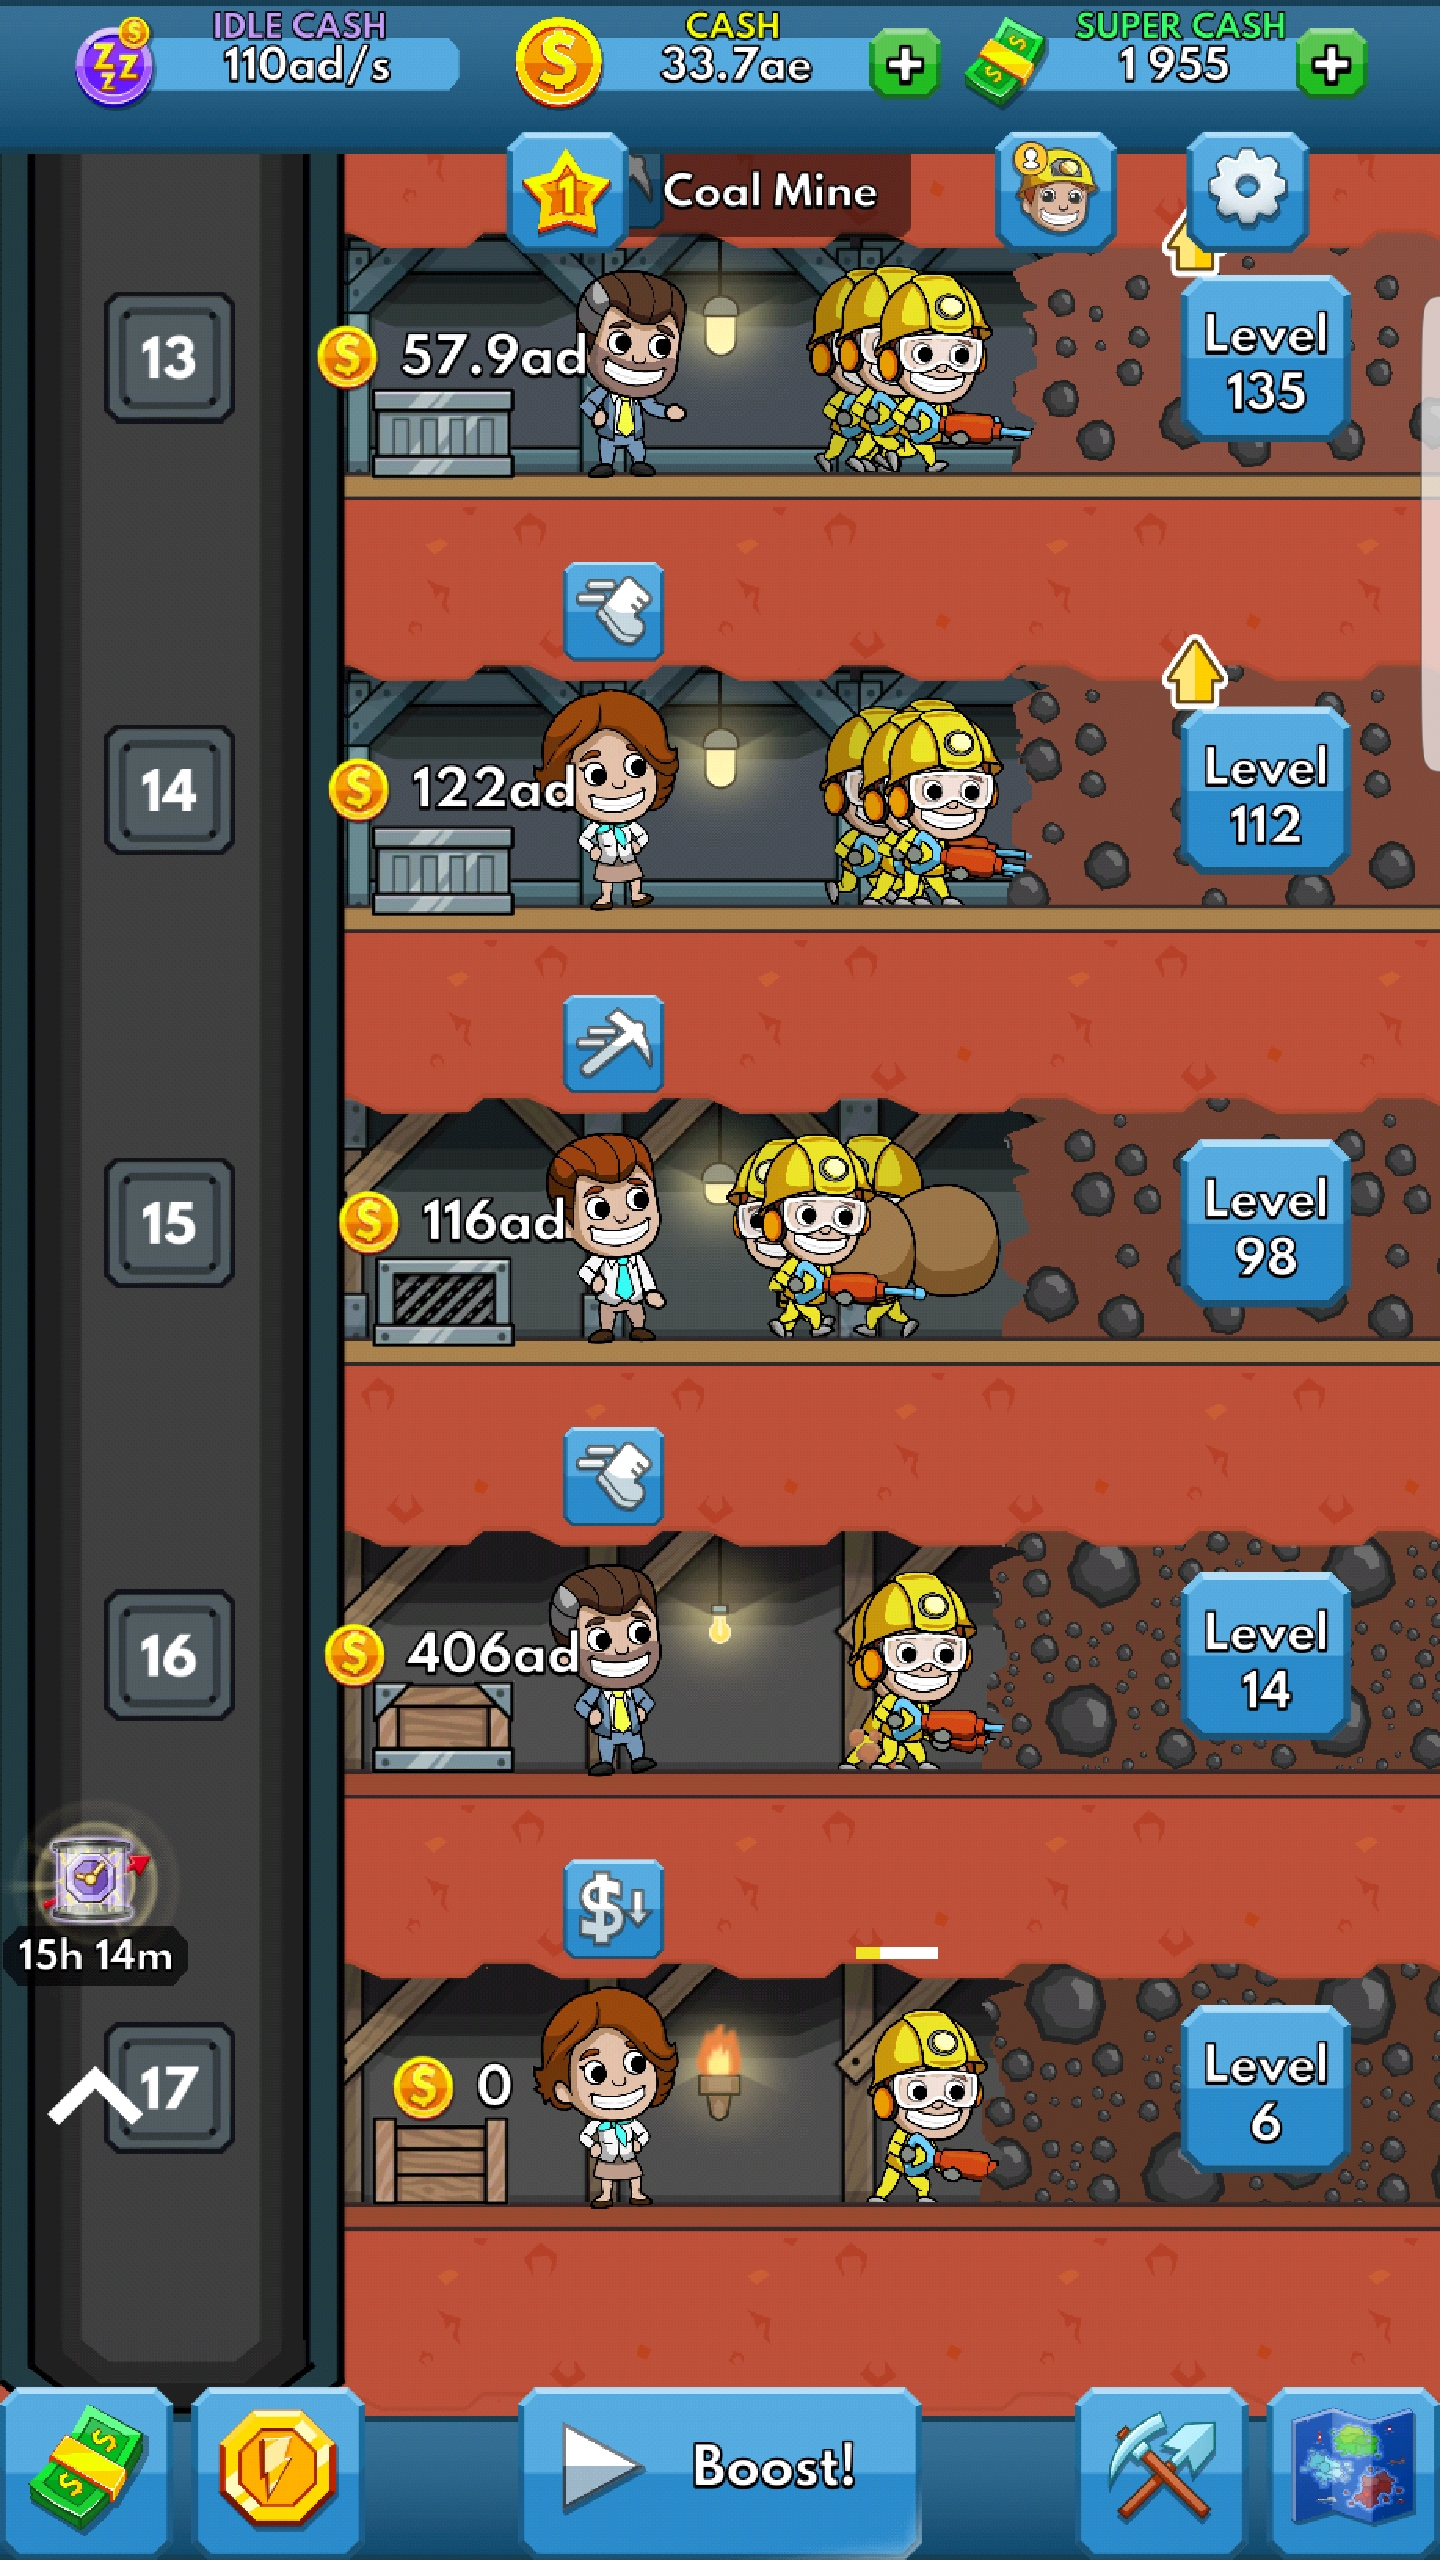 IDLE CASH
110ad/s
CASH
33.7ae
SUPER CASH
1 955
1
Coal Mine
13
57.9ad
Level
135
14
122ad
Level
112
15
116ad
Level
98
16
406ad
Level
14
15h 14m
17
0
Level
6
Boost!